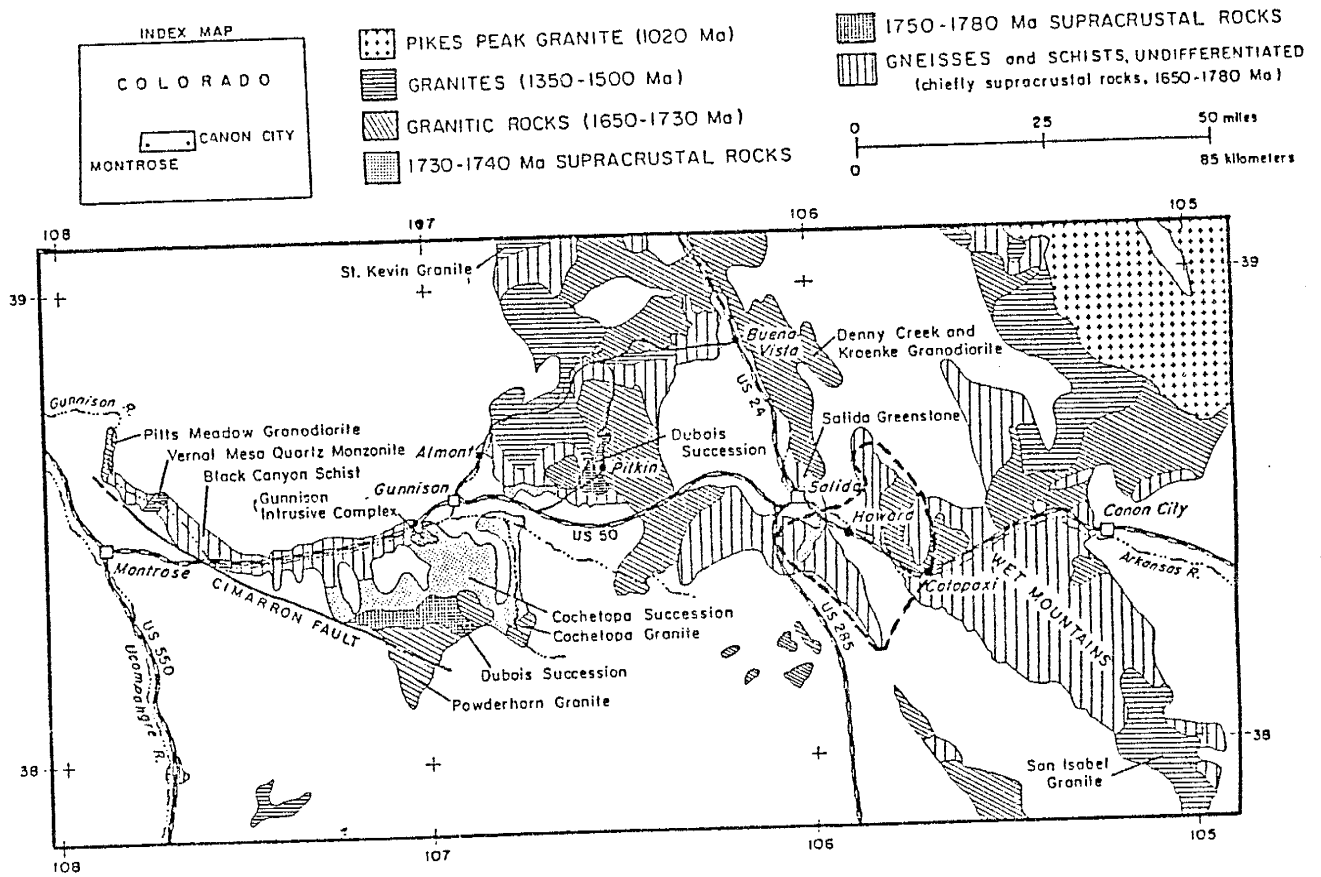 INDEX MAP
COLORADO
CANON CITY
MONTROSE
PIKES PEAK GRANITE (1020 Ma)
GRANITES (1350-1500 Ma)
GRANITIC ROCKS (1650-1730 Ma)
1730-1740 Ma SUPRACRUSTAL ROCKS
1750-1780 Ma SUPRACRUSTAL ROCKS
GNEISSES and SCHISTS, UNDIFFERENTIATED
(chiefly supracrustal rocks, 1650-1780 Ma)
0 25 50 miles
0 85 kilometers
108 107 106 105
39 39
St. Kevin Granite
Buena
Vista
Denny Creek and
Kroenke Granodiorite
US 24
Gunnison R.
Pitts Meadow Granodiorite
Vernal Mesa Quartz Monzonite
Black Canyon Schist
Almont
Salida Greenstone
Dubois
Succession
Pitkin
Gunnison
Gunnison
Intrusive Complex
Salida
US 50
Howard
Canon City
Arkansas R.
Montrose
CIMARRON FAULT
Cotopaxi
WET MOUNTAINS
Cochetopa Succession
Cochetopa Granite
US 285
US 550
Uncompahgre R.
Dubois Succession
Powderhorn Granite
38 38
San Isabel
Granite
108 107 106 105